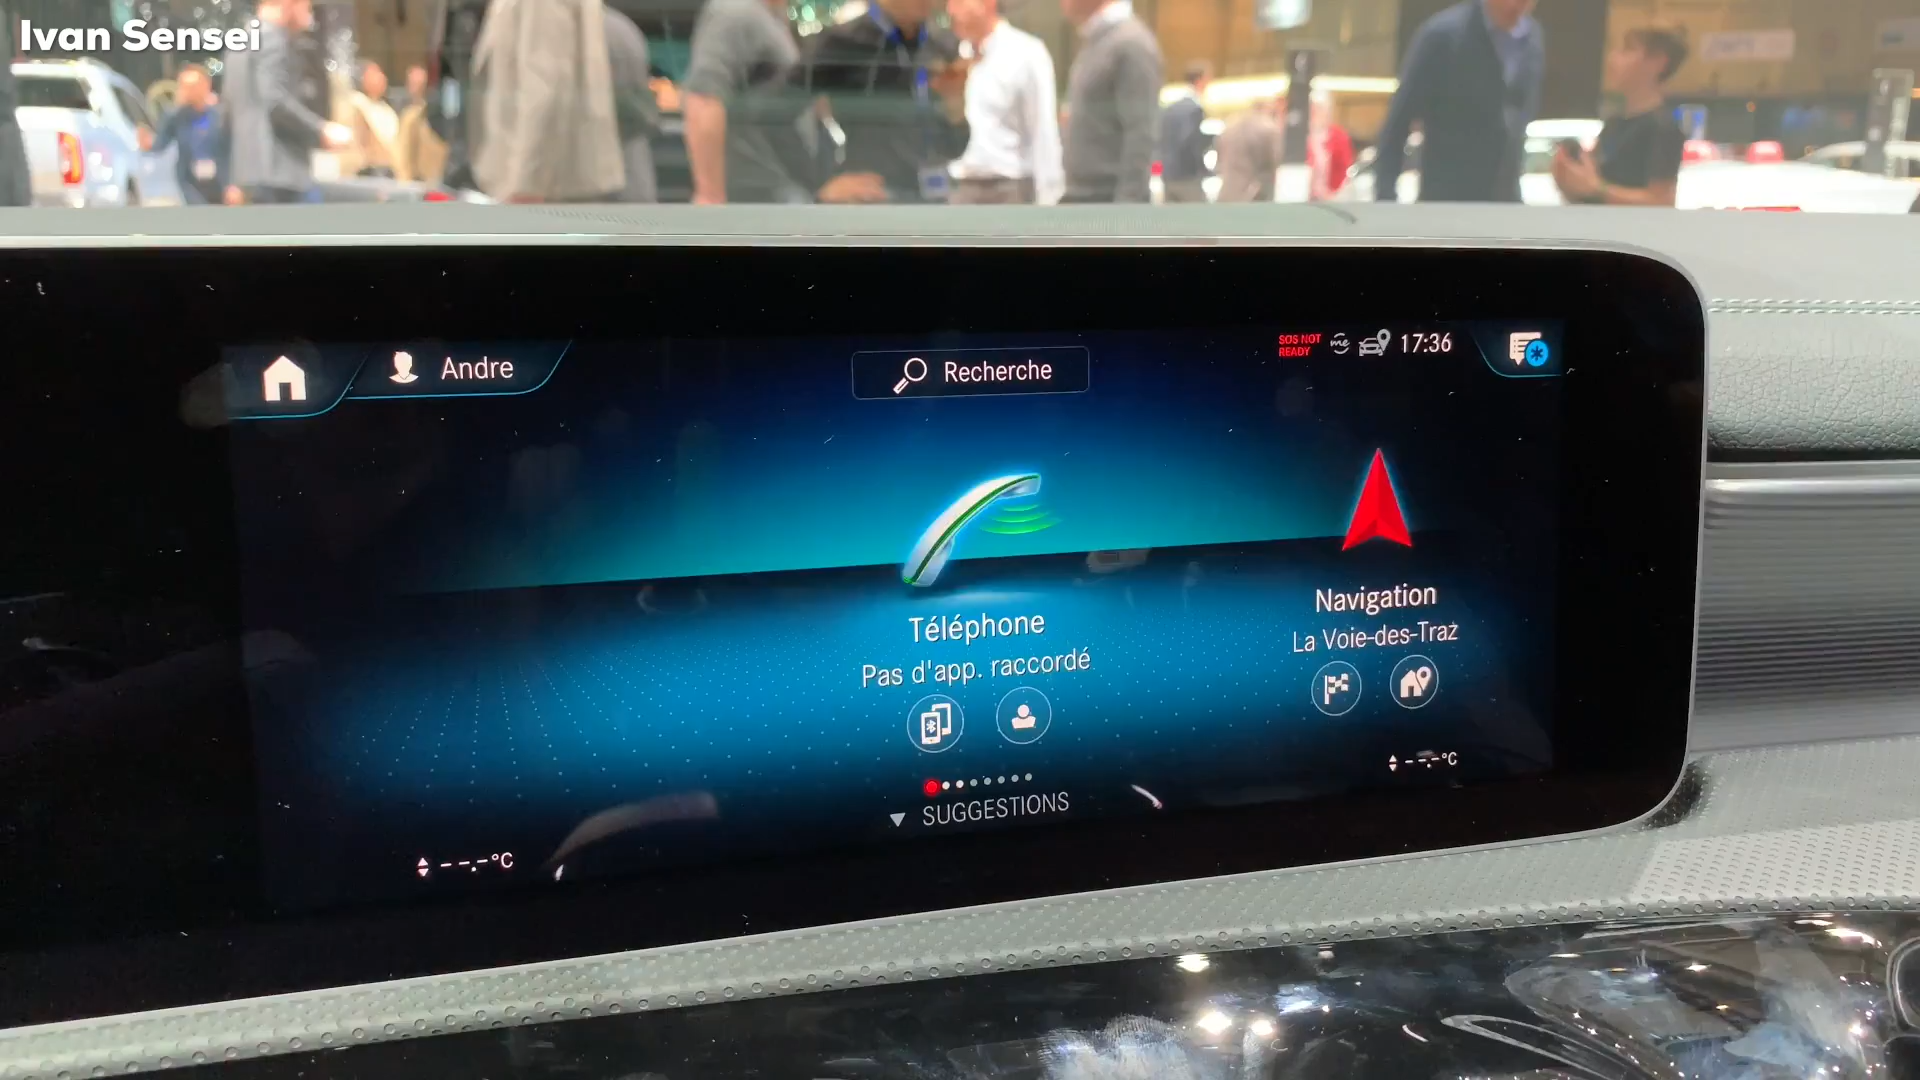 Ivan Sensei
Andre
Recherche
SOS NOT
READY
me
17:36
Téléphone
Pas d'app. raccordé
Navigation
La Voie-des-Traz
SUGGESTIONS
--.-°C
--.-°C